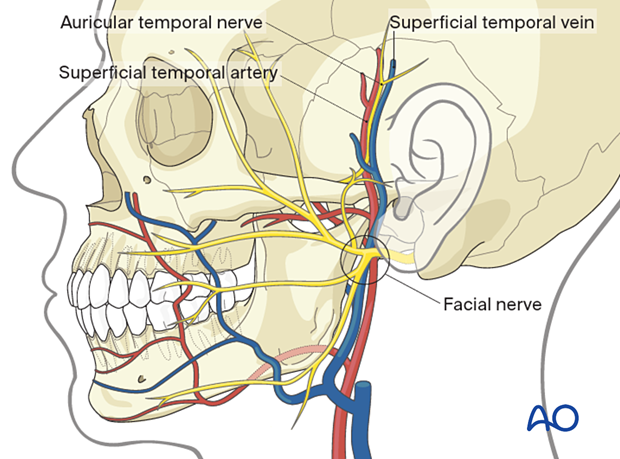 Auricular temporal nerve
Superficial temporal vein
Superficial temporal artery
Facial nerve
AO